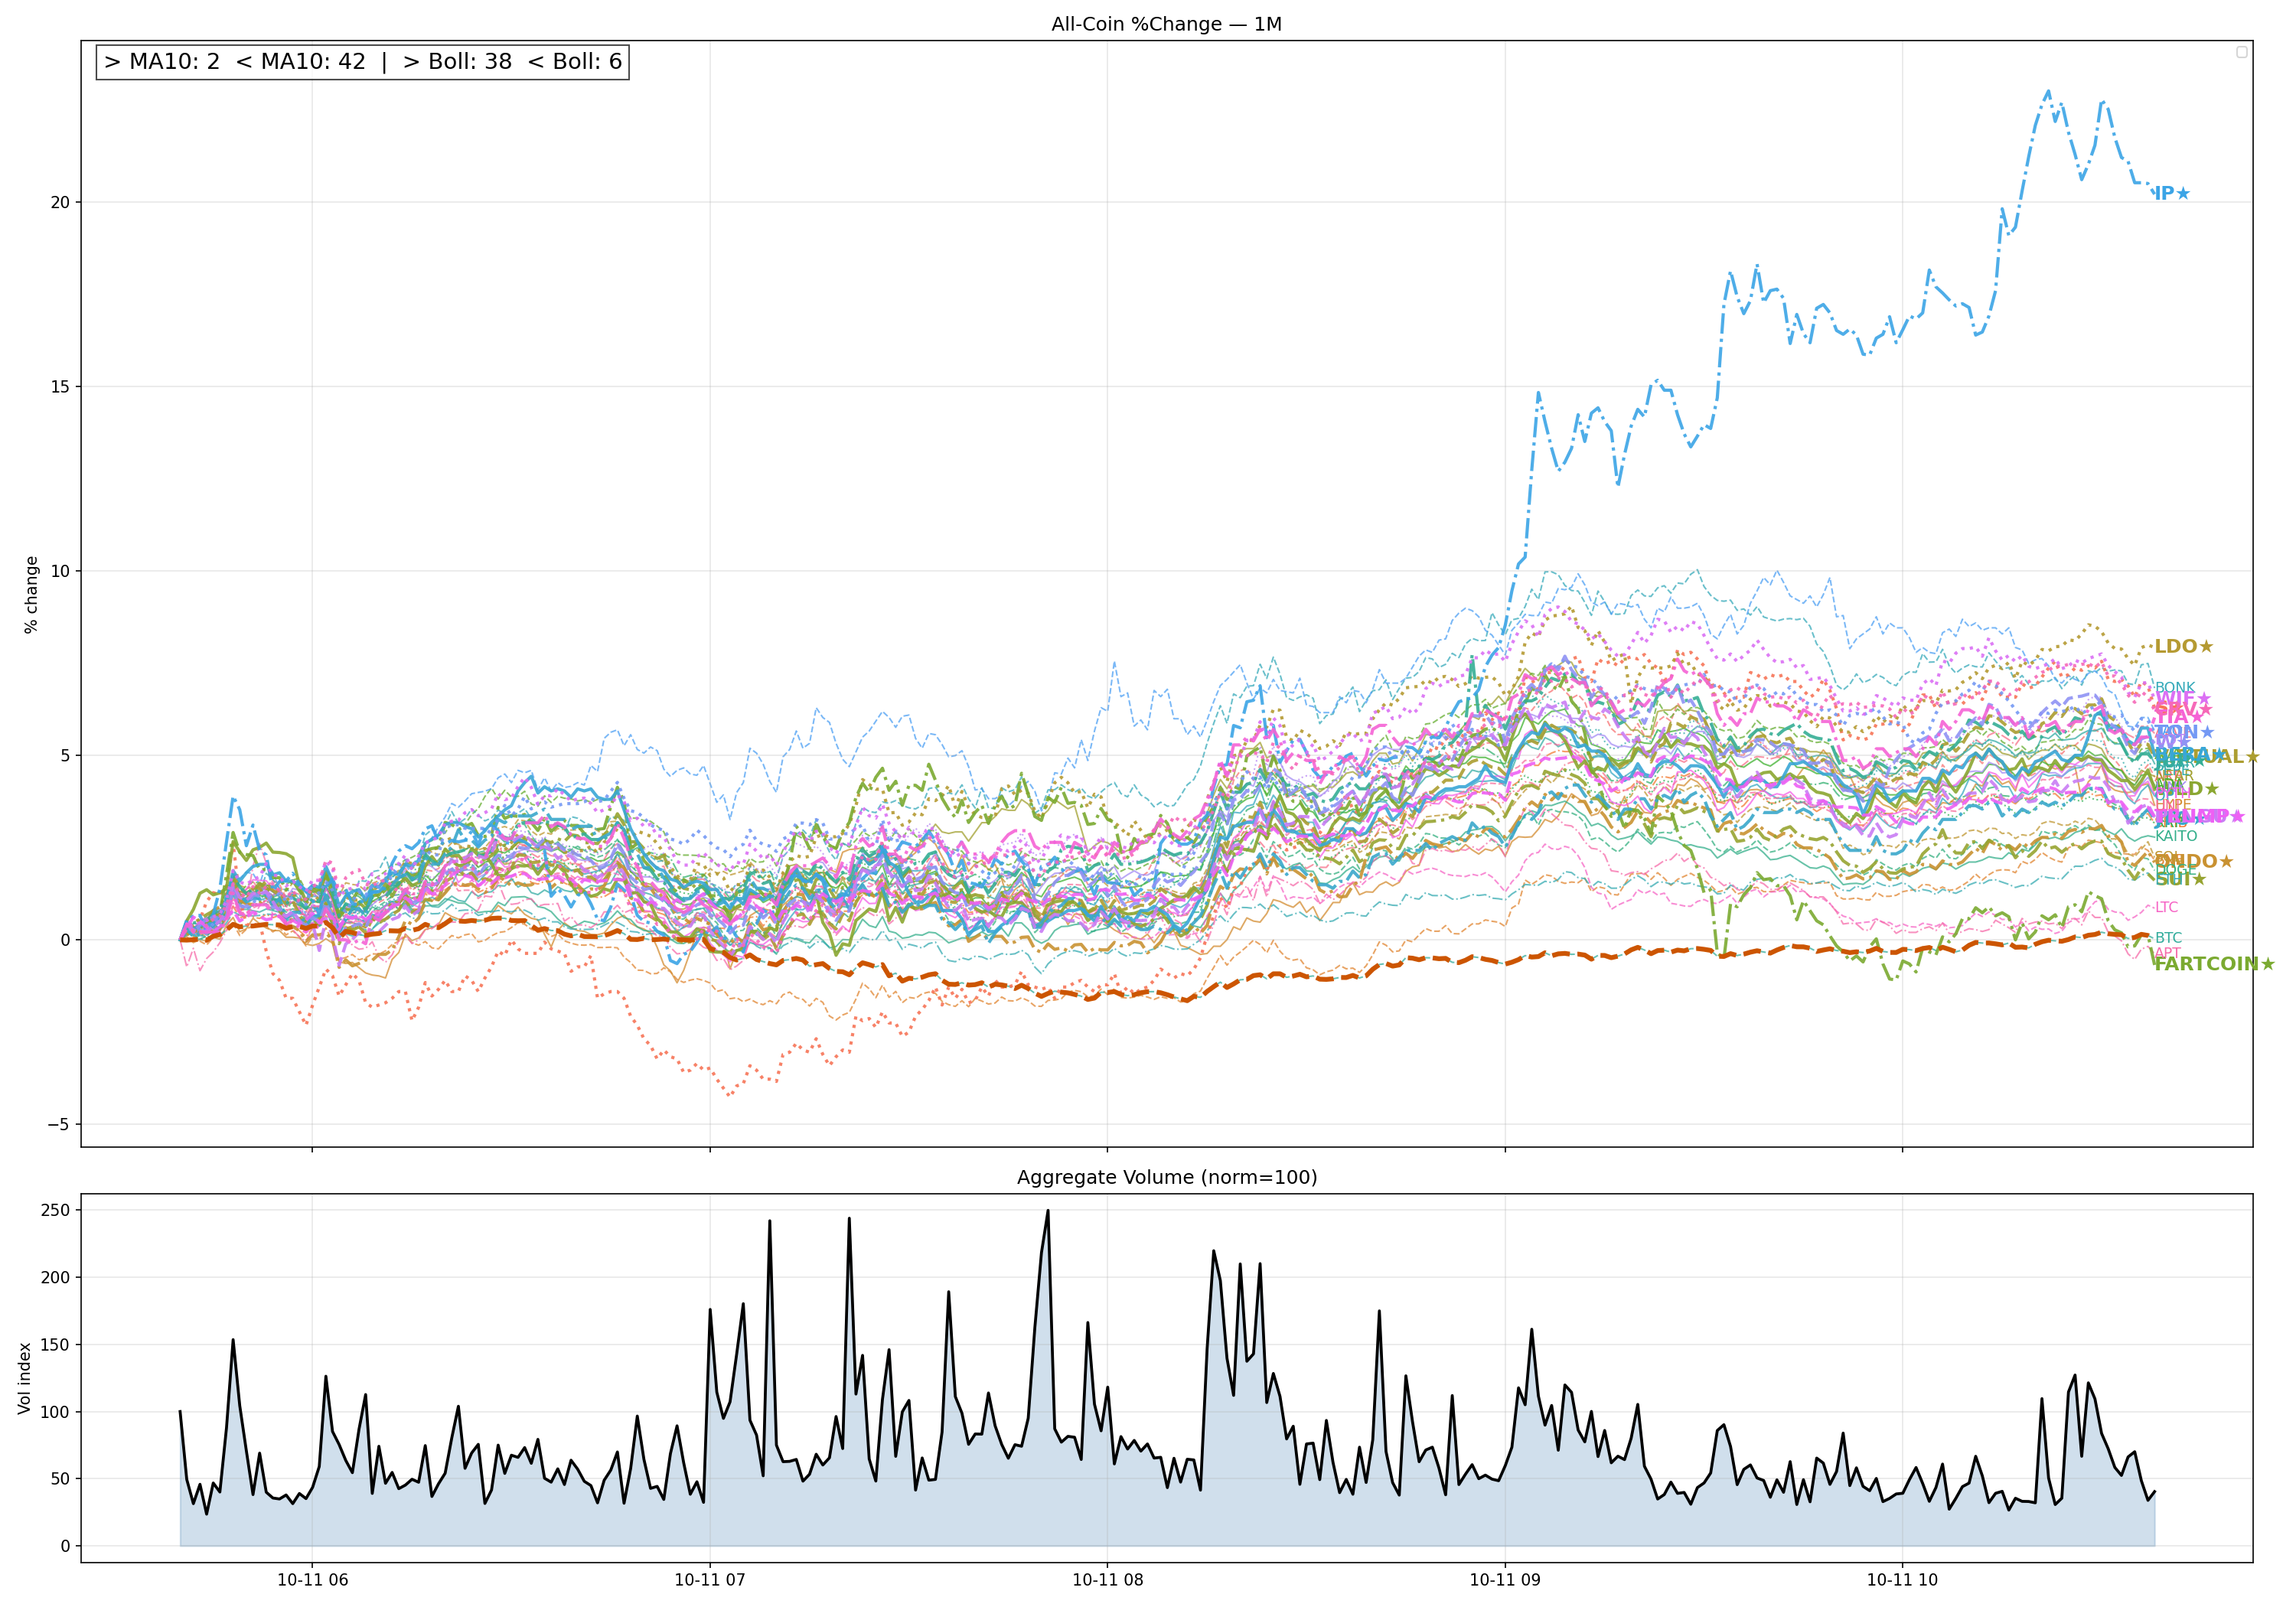 All-Coin %Change — 1M
> MA10: 2  < MA10: 42  |  > Boll: 38  < Boll: 6
% change
20
15
10
5
0
−5
IP★
LDO★
BONK
WIF★
TIA★
TON★
KAITO
ONDO★
DOGE
SUI★
LTC
BTC
APT
FARTCOIN★
Aggregate Volume (norm=100)
Vol index
250
200
150
100
50
0
10-11 06
10-11 07
10-11 08
10-11 09
10-11 10